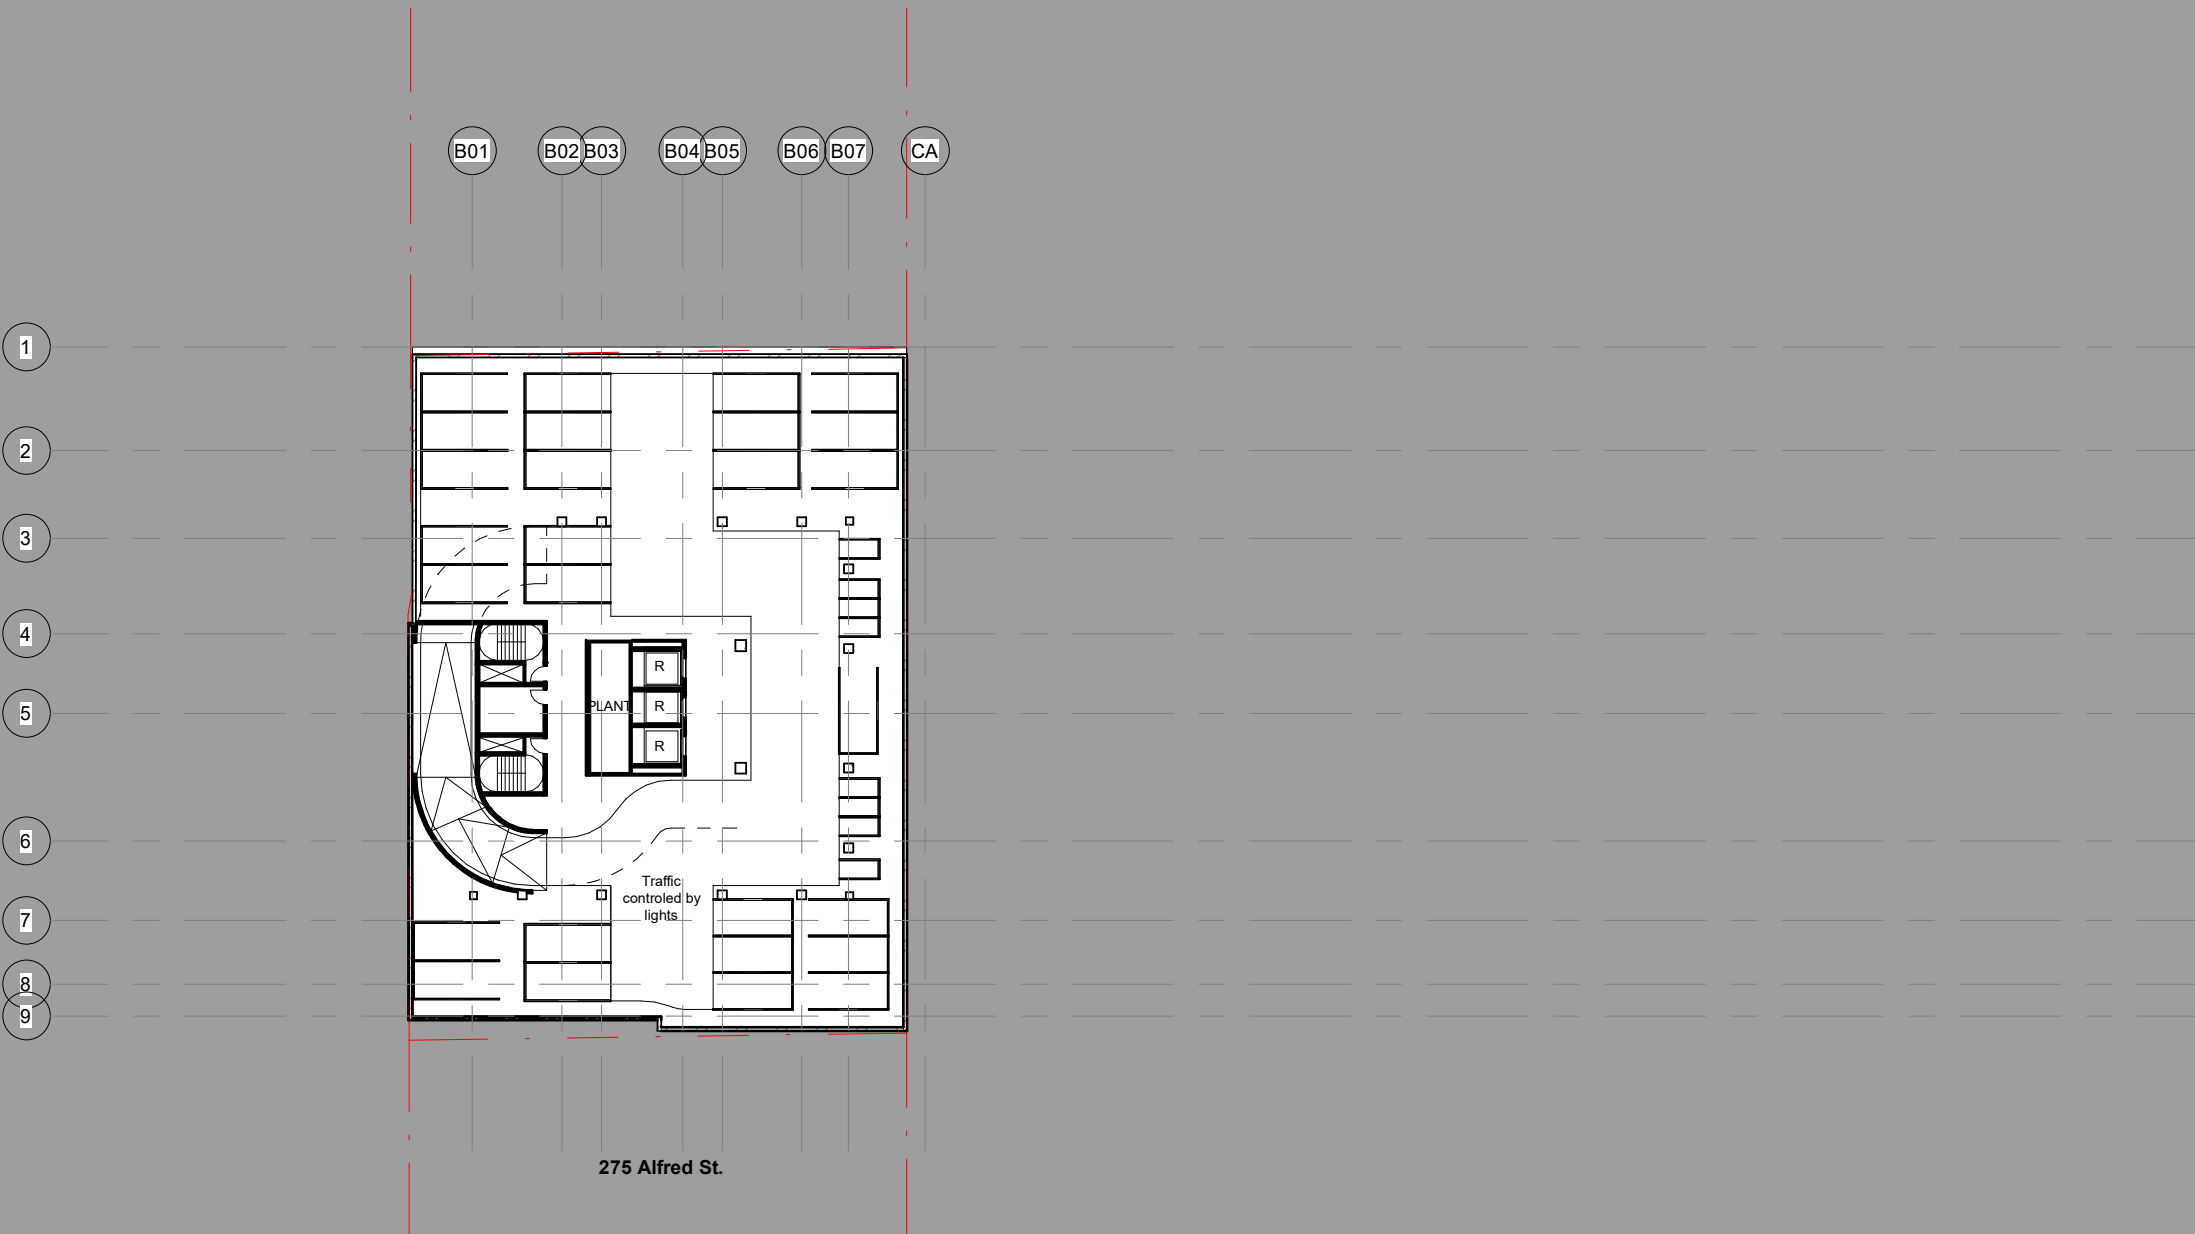 B01 B02 B03 B04 B05 B06 B07 CA
1
2
3
4
R
5
PLANT R
R
6
Traffic
controled by
lights
7
8
9
275 Alfred St.